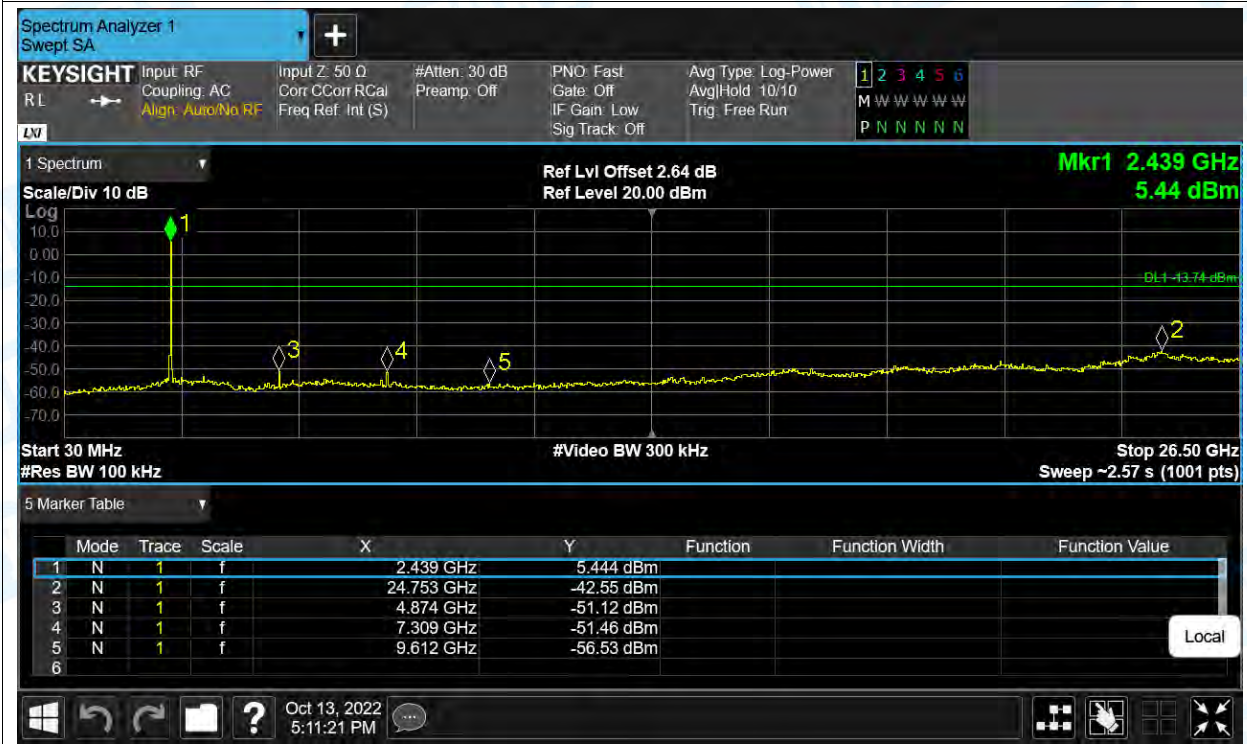 Spectrum Analyzer 1
Swept SA
+
KEYSIGHT Input: RF Input Z: 50 Ω #Atten: 30 dB PNO: Fast Avg Type: Log-Power 1 2 3 4 5 6
RL Coupling: AC Corr CCorr RCal Preamp: Off Gate: Off Avg|Hold: 10/10 M W W W W W
Align: Auto/No RF Freq Ref: Int (S) IF Gain: Low Trig: Free Run
LXI Sig Track: Off P N N N N N N
1 Spectrum Ref Lvl Offset 2.64 dB Mkr1 2.439 GHz
Scale/Div 10 dB Ref Level 20.00 dBm 5.44 dBm
Log
10.0 1
0.00
-10.0 DL1 -13.74 dBm
-20.0
-30.0 2
-40.0 3 4
-50.0 5
-60.0
-70.0
Start 30 MHz #Video BW 300 kHz Stop 26.50 GHz
#Res BW 100 kHz Sweep ~2.57 s (1001 pts)
5 Marker Table
Mode Trace Scale X Y Function Function Width Function Value
1 N 1 f 2.439 GHz 5.444 dBm
2 N 1 f 24.753 GHz -42.55 dBm
3 N 1 f 4.874 GHz -51.12 dBm
4 N 1 f 7.309 GHz -51.46 dBm
5 N 1 f 9.612 GHz -56.53 dBm
6
Local
? Oct 13, 2022
5:11:21 PM